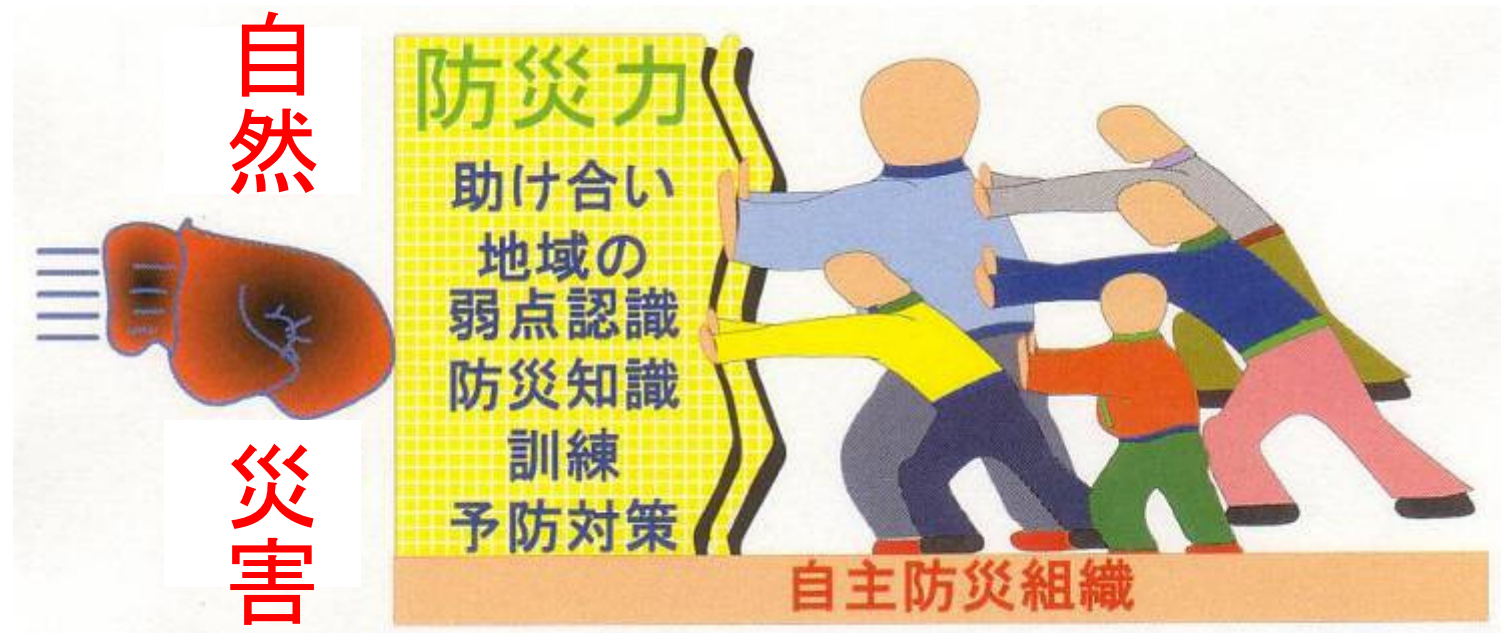 自然
災害
防災力
助け合い
地域の
弱点認識
防災知識
訓練
予防対策
自主防災組織